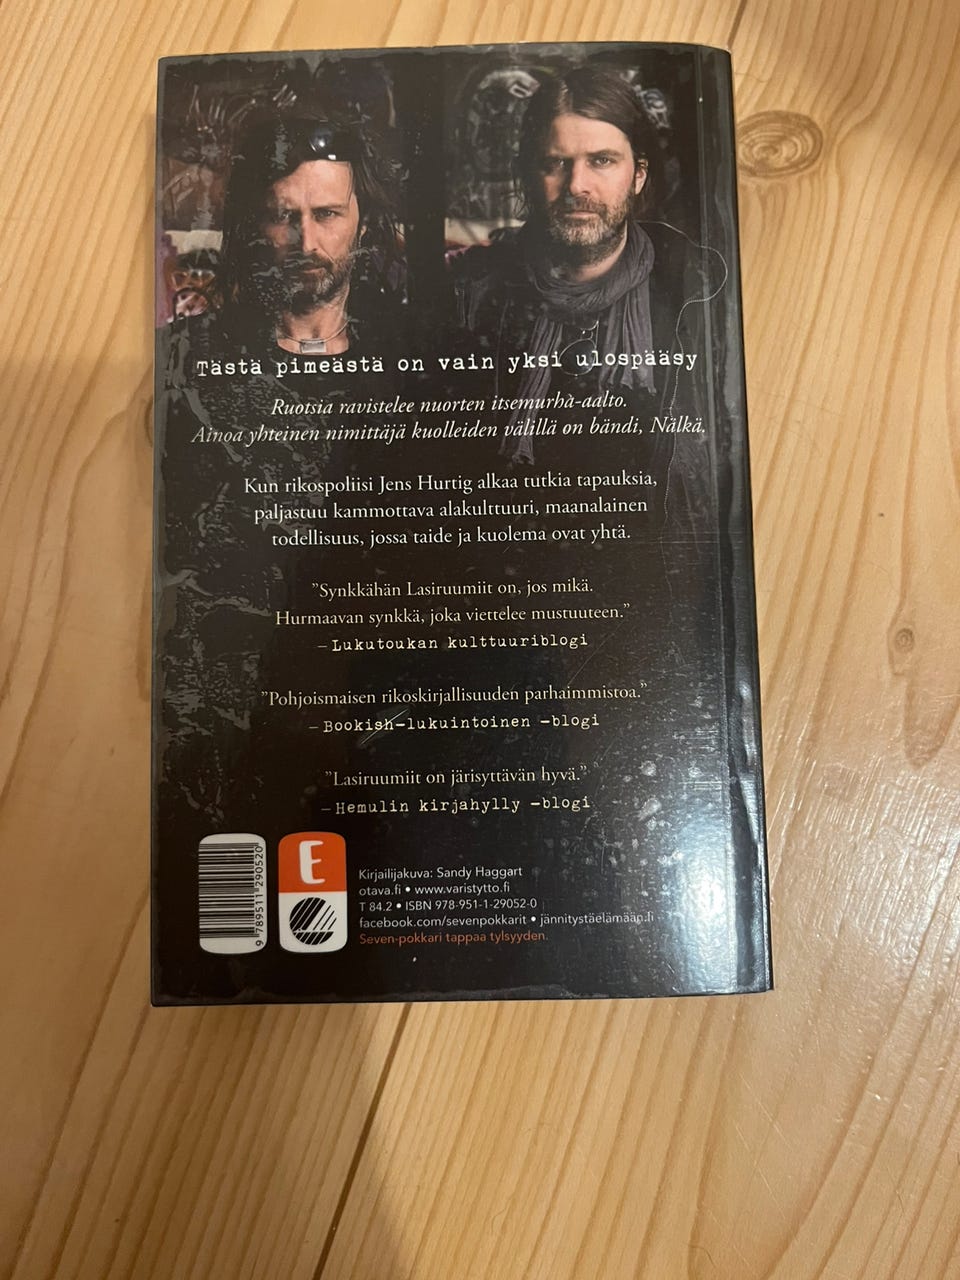 Tästä pimeästä on vain yksi ulospääsy
Ruotsia ravistelee nuorten itsemurha-aalto.
Ainoa yhteinen nimittäjä kuolleiden välillä on bändi, Nälkä.
Kun rikospoliisi Jens Hurtig alkaa tutkia tapauksia,
paljastuu kammottava alakulttuuri, maanalainen
todellisuus, jossa taide ja kuolema ovat yhtä.
”Synkkähän Lasiruumiit on, jos mikä.
Hurmaavan synkkä, joka viettelee mustuuteen.”
– Lukutoukan kulttuuriblogi
”Pohjoismaisen rikoskirjallisuuden parhaimmistoa.”
– Bookish-lukuintoinen -blogi
”Lasiruumiit on järisyttävän hyvä.”
– Hemulin kirjahylly -blogi
9 789511 290520
E
Kirjailijakuva: Sandy Haggart
otava.fi • www.varistytto.fi
T 84.2 • ISBN 978-951-1-29052-0
facebook.com/sevenpokkarit • jännitystäelämään.fi
Seven-pokkari tappaa tylsyyden.